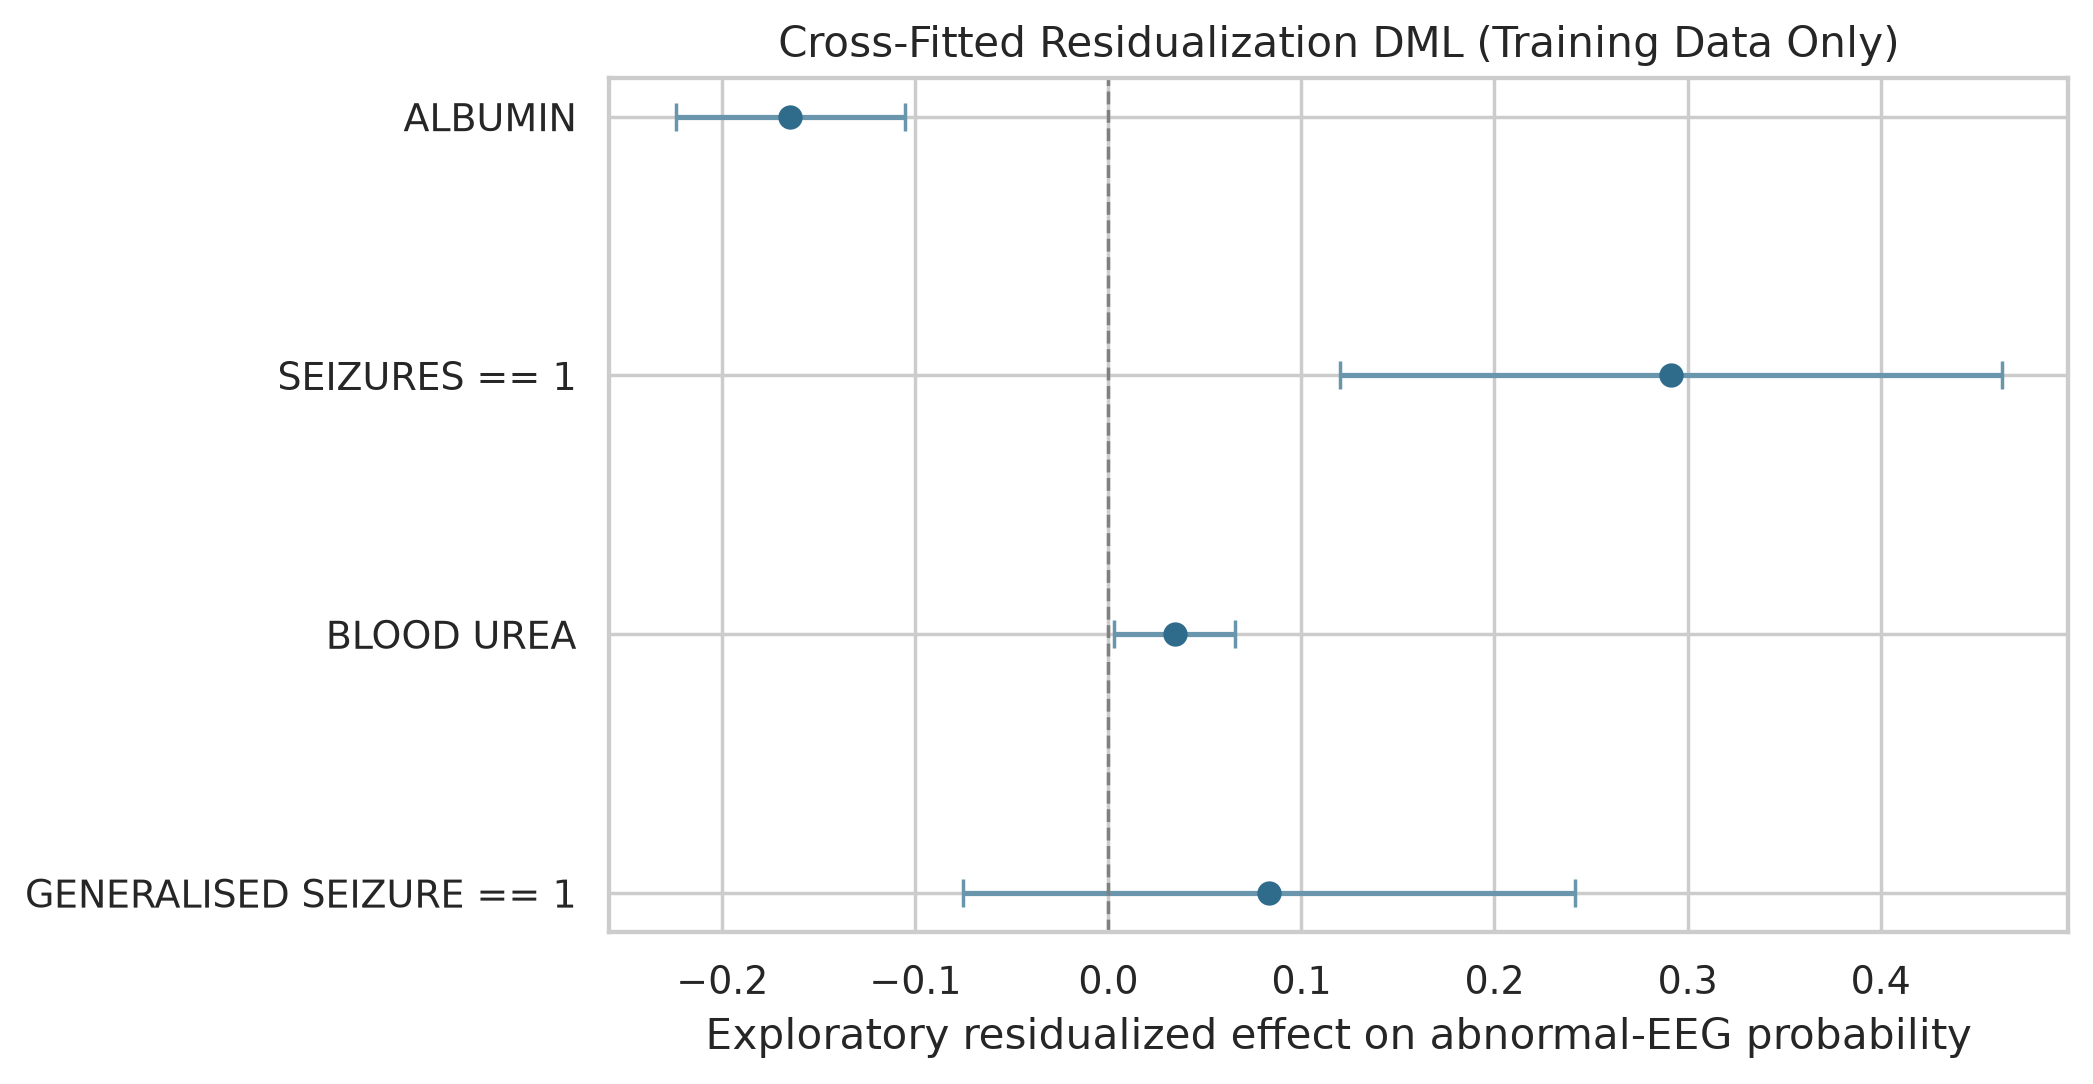 Cross-Fitted Residualization DML (Training Data Only)
ALBUMIN
SEIZURES == 1
BLOOD UREA
GENERALISED SEIZURE == 1
−0.2 −0.1 0.0 0.1 0.2 0.3 0.4
Exploratory residualized effect on abnormal-EEG probability